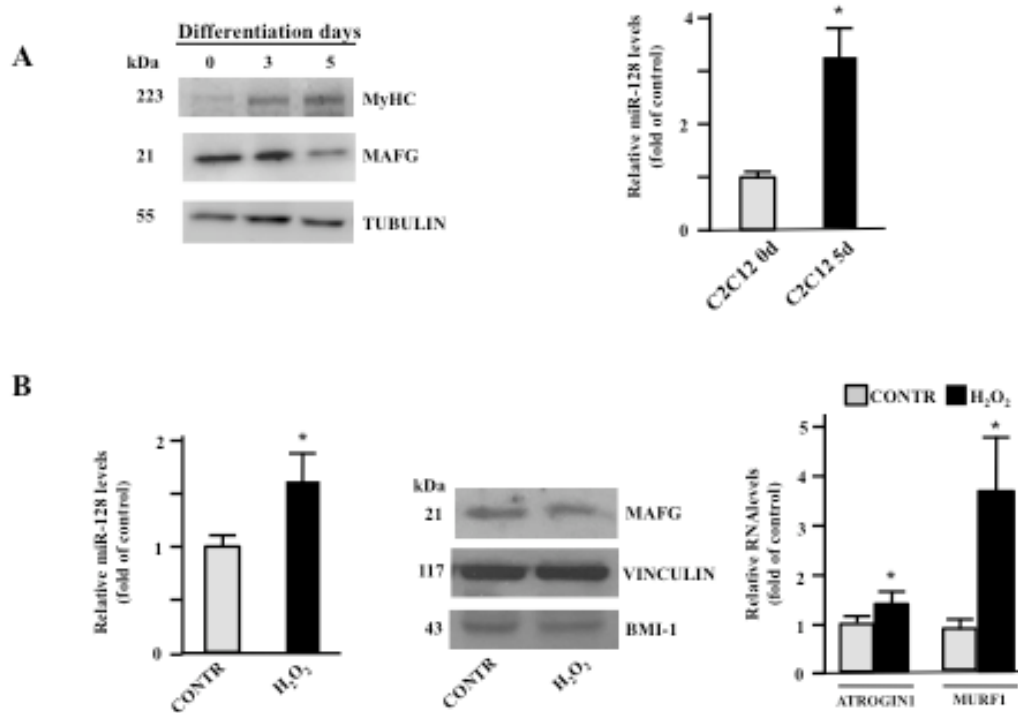 A
Differentiation days
kDa 0 3 5
223 MyHC
21 MAFG
55 TUBULIN
Relative miR-128 levels
(fold of control)
4
2
0
*
C2C12 0d
C2C12 5d
B
Relative miR-128 levels
(fold of control)
2
1
0
*
CONTR
H₂O₂
kDa
21 MAFG
117 VINCULIN
43 BMI-1
CONTR
H₂O₂
CONTR H₂O₂
Relative RNAlevels
(fold of control)
5
4
3
2
1
0
*
*
ATROGIN1
MURF1